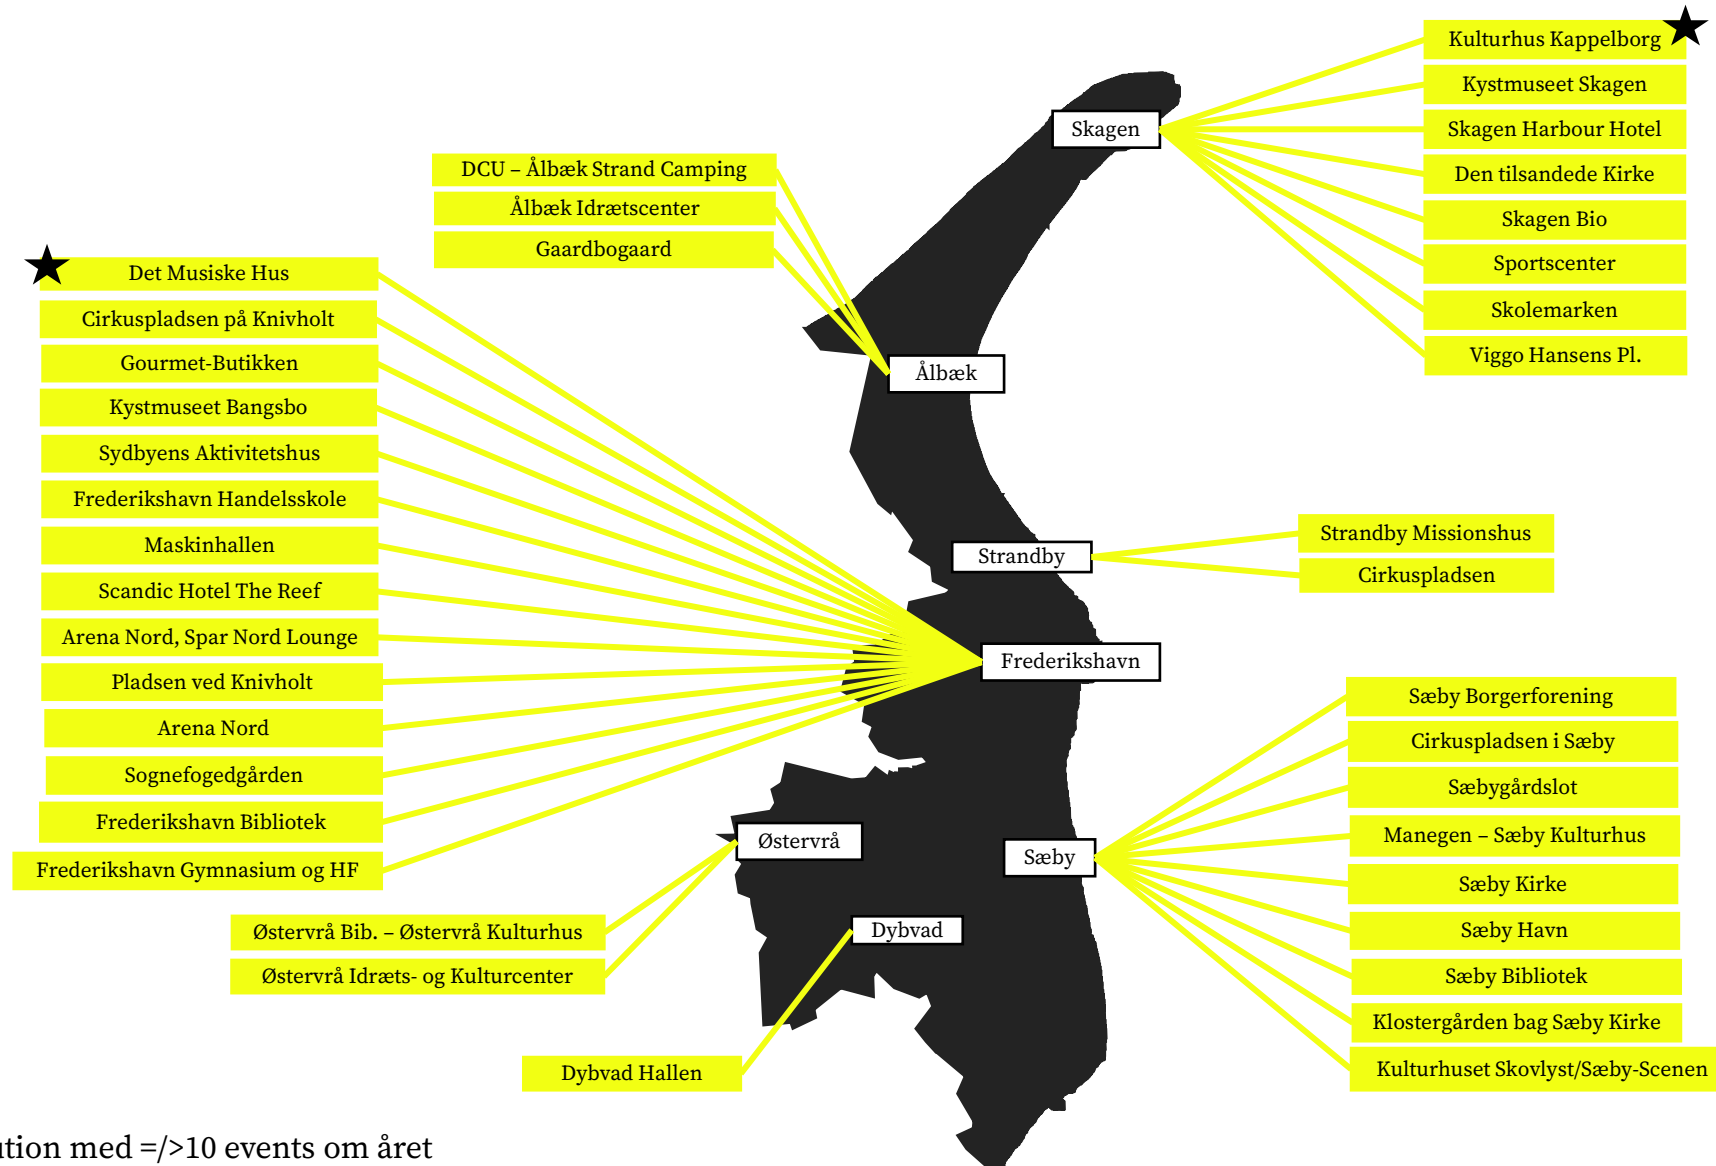 Kulturhus Kappelborg
Kystmuseet Skagen
Skagen Harbour Hotel
Den tilsandede Kirke
Skagen Bio
Sportscenter
Skolemarken
Viggo Hansens Pl.
Skagen
DCU – Ålbæk Strand Camping
Ålbæk Idrætscenter
Gaardbogaard
Ålbæk
Det Musiske Hus
Cirkuspladsen på Knivholt
Gourmet-Butikken
Kystmuseet Bangsbo
Sydbyens Aktivitetshus
Frederikshavn Handelsskole
Maskinhallen
Scandic Hotel The Reef
Arena Nord, Spar Nord Lounge
Pladsen ved Knivholt
Arena Nord
Sognefogedgården
Frederikshavn Bibliotek
Frederikshavn Gymnasium og HF
Frederikshavn
Strandby
Strandby Missionshus
Cirkuspladsen
Sæby
Sæby Borgerforening
Cirkuspladsen i Sæby
Sæbygårdslot
Manegen – Sæby Kulturhus
Sæby Kirke
Sæby Havn
Sæby Bibliotek
Klostergården bag Sæby Kirke
Kulturhuset Skovlyst/Sæby-Scenen
Østervrå
Østervrå Bib. – Østervrå Kulturhus
Østervrå Idræts- og Kulturcenter
Dybvad
Dybvad Hallen
med =/>10 events om året